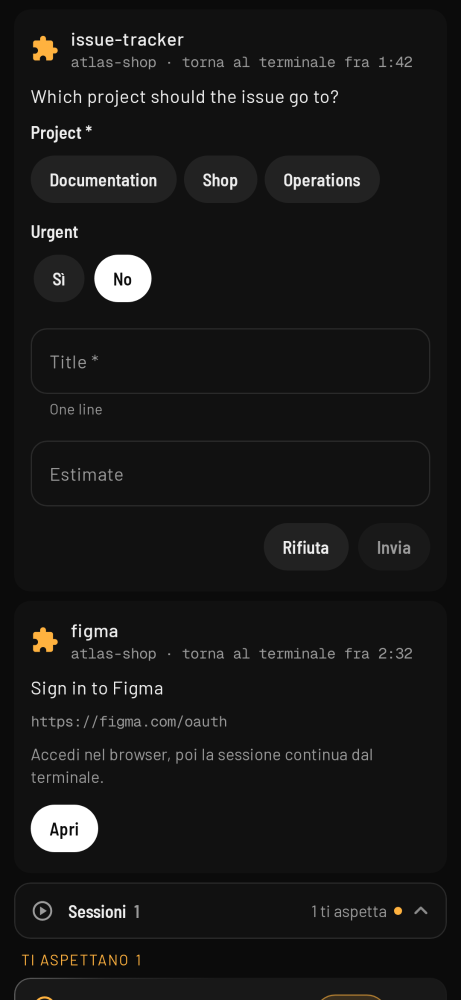 issue-tracker
atlas-shop · torna al terminale fra 1:42
Which project should the issue go to?
Project *
Documentation Shop Operations
Urgent
Sì No
Title *
One line
Estimate
Rifiuta Invia
figma
atlas-shop · torna al terminale fra 2:32
Sign in to Figma
https://figma.com/oauth
Accedi nel browser, poi la sessione continua dal
terminale.
Apri
Sessioni 1 1 ti aspetta
TI ASPETTANO 1